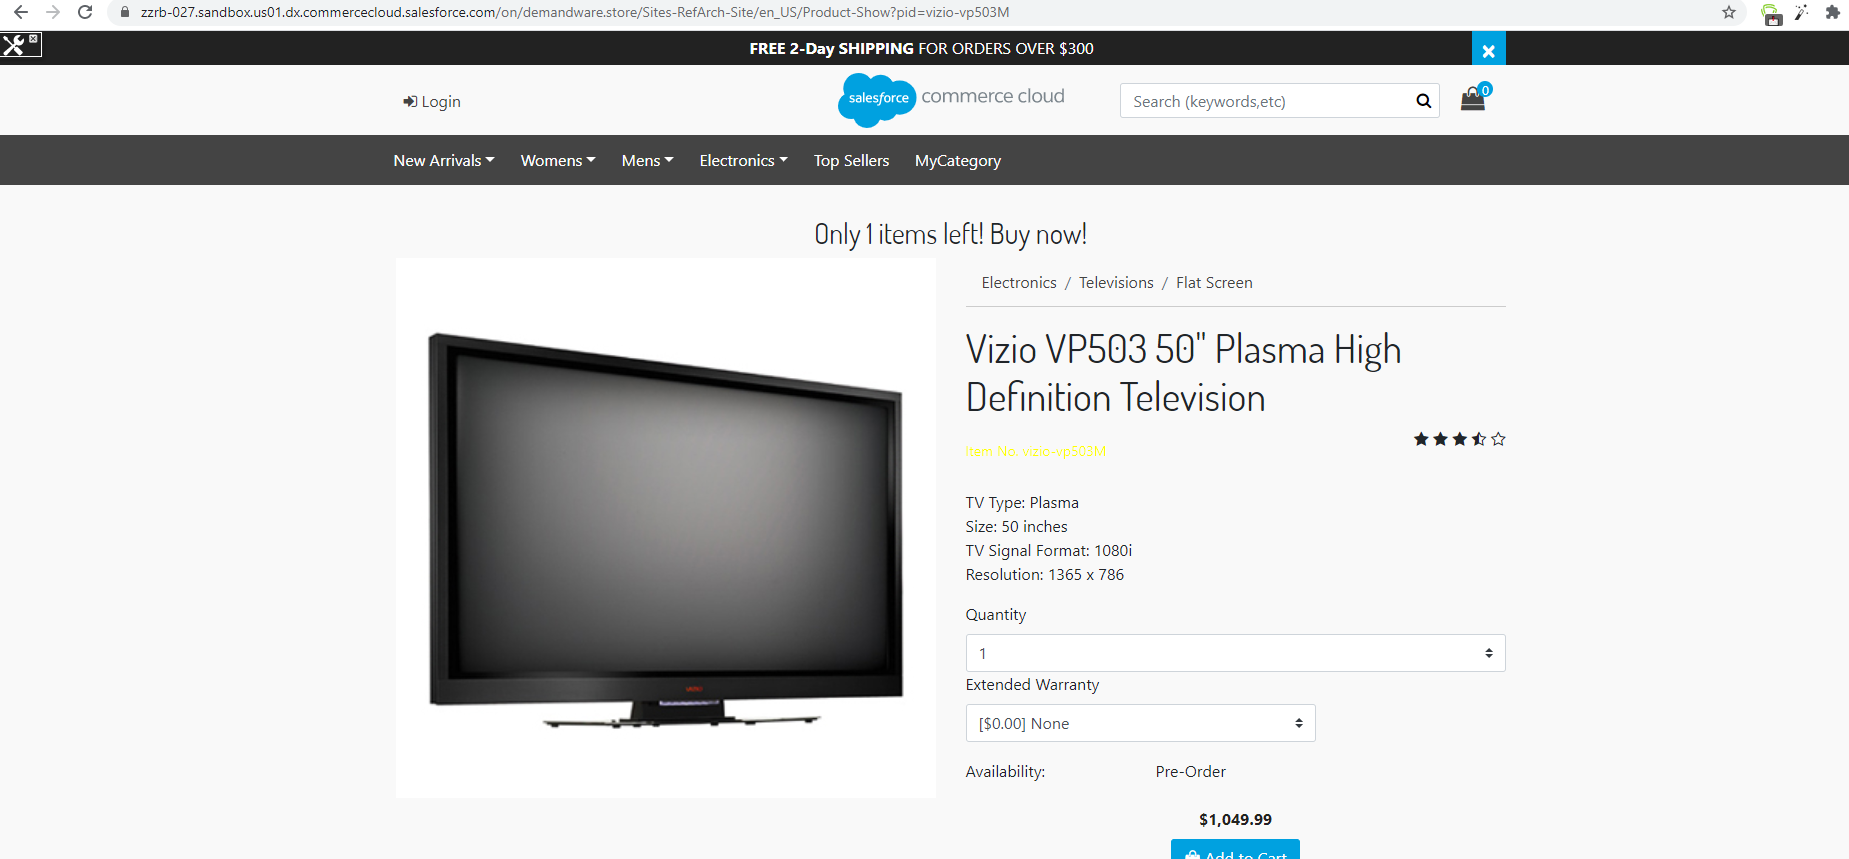 zzrb-027.sandbox.us01.dx.commercecloud.salesforce.com/on/demandware.store/Sites-RefArch-Site/en_US/Product-Show?pid=vizio-vp503M
FREE 2-Day SHIPPING FOR ORDERS OVER $300
Login
salesforce commerce cloud
Search (keywords,etc)
0
New Arrivals Womens Mens Electronics Top Sellers MyCategory
Only 1 items left! Buy now!
Electronics / Televisions / Flat Screen
Vizio VP503 50" Plasma High
Definition Television
Item No. vizio-vp503M
TV Type: Plasma
Size: 50 inches
TV Signal Format: 1080i
Resolution: 1365 x 786
Quantity
1
Extended Warranty
[$0.00] None
Availability: Pre-Order
$1,049.99
Add to Cart
VIZIO